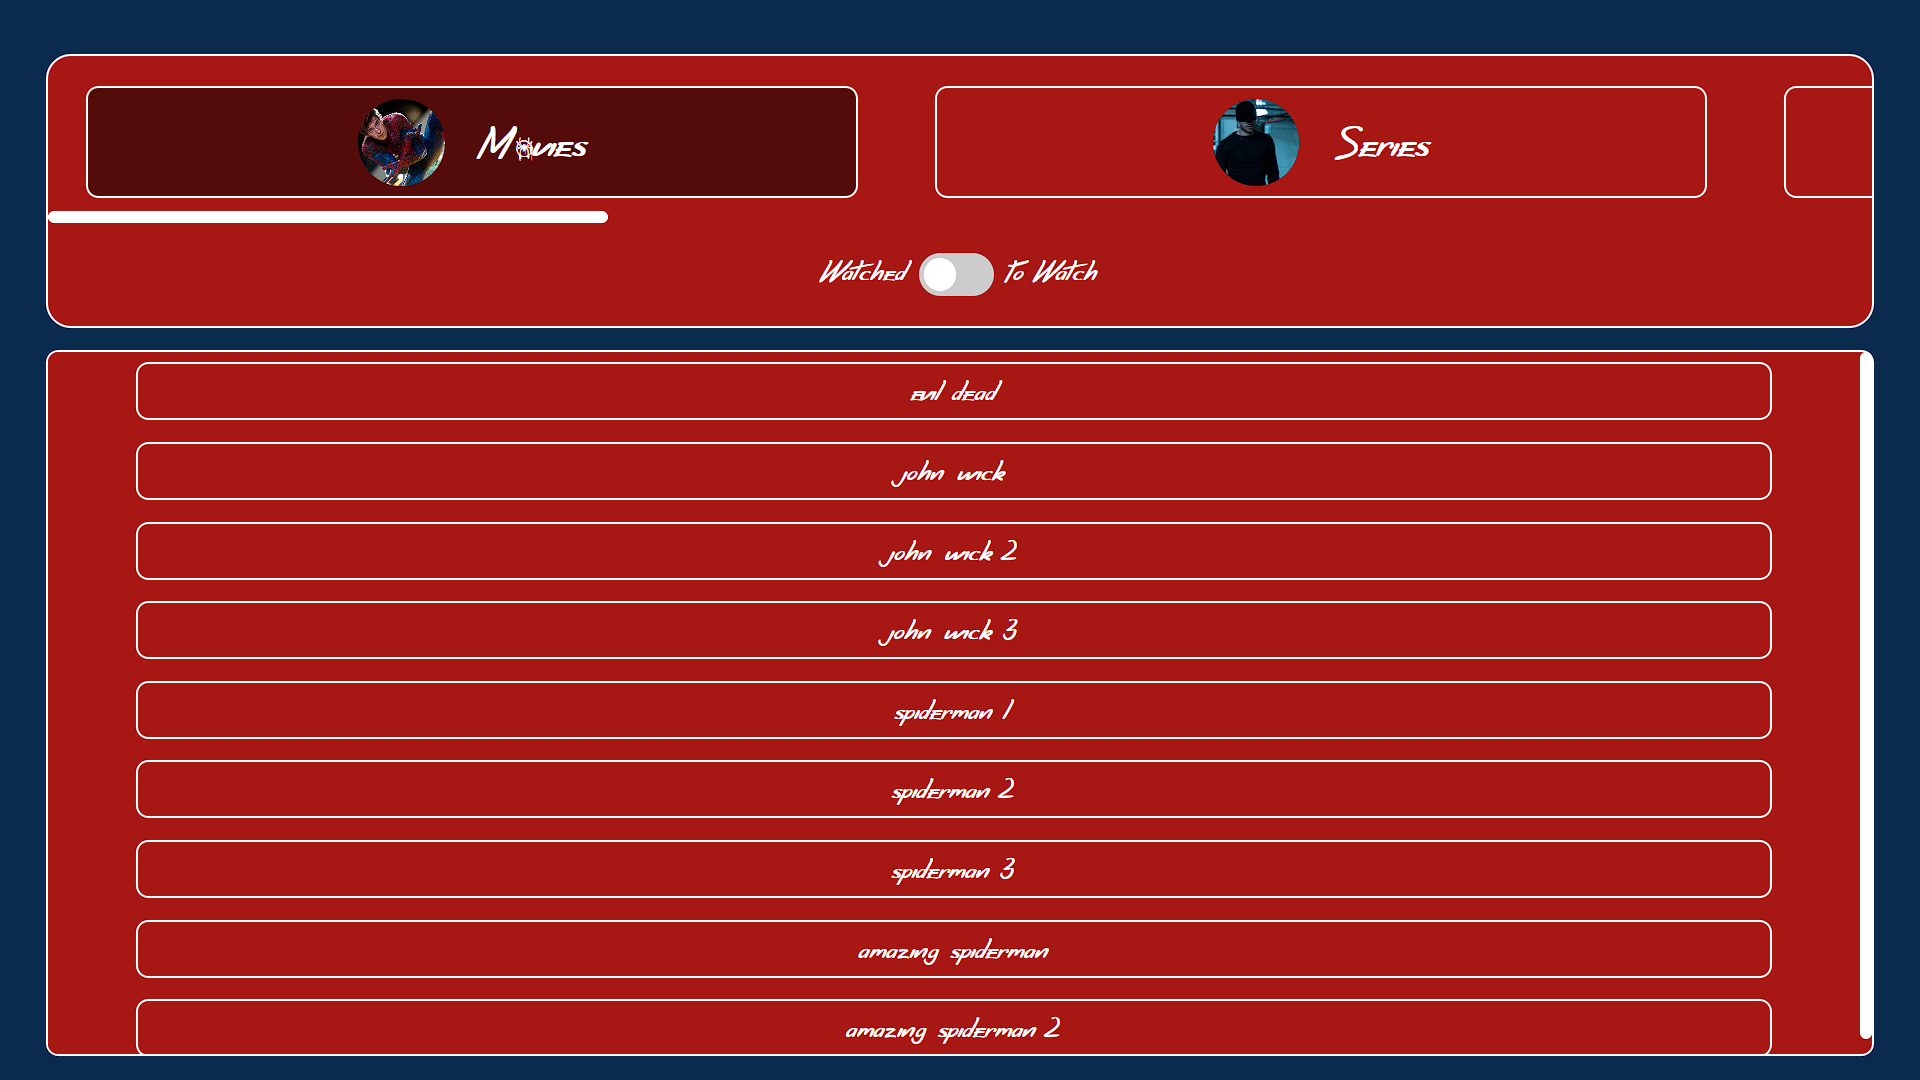 Movies
Series
Watched To Watch
evil dead
john wick
john wick 2
john wick 3
spiderman 1
spiderman 2
spiderman 3
amazing spiderman
amazing spiderman 2